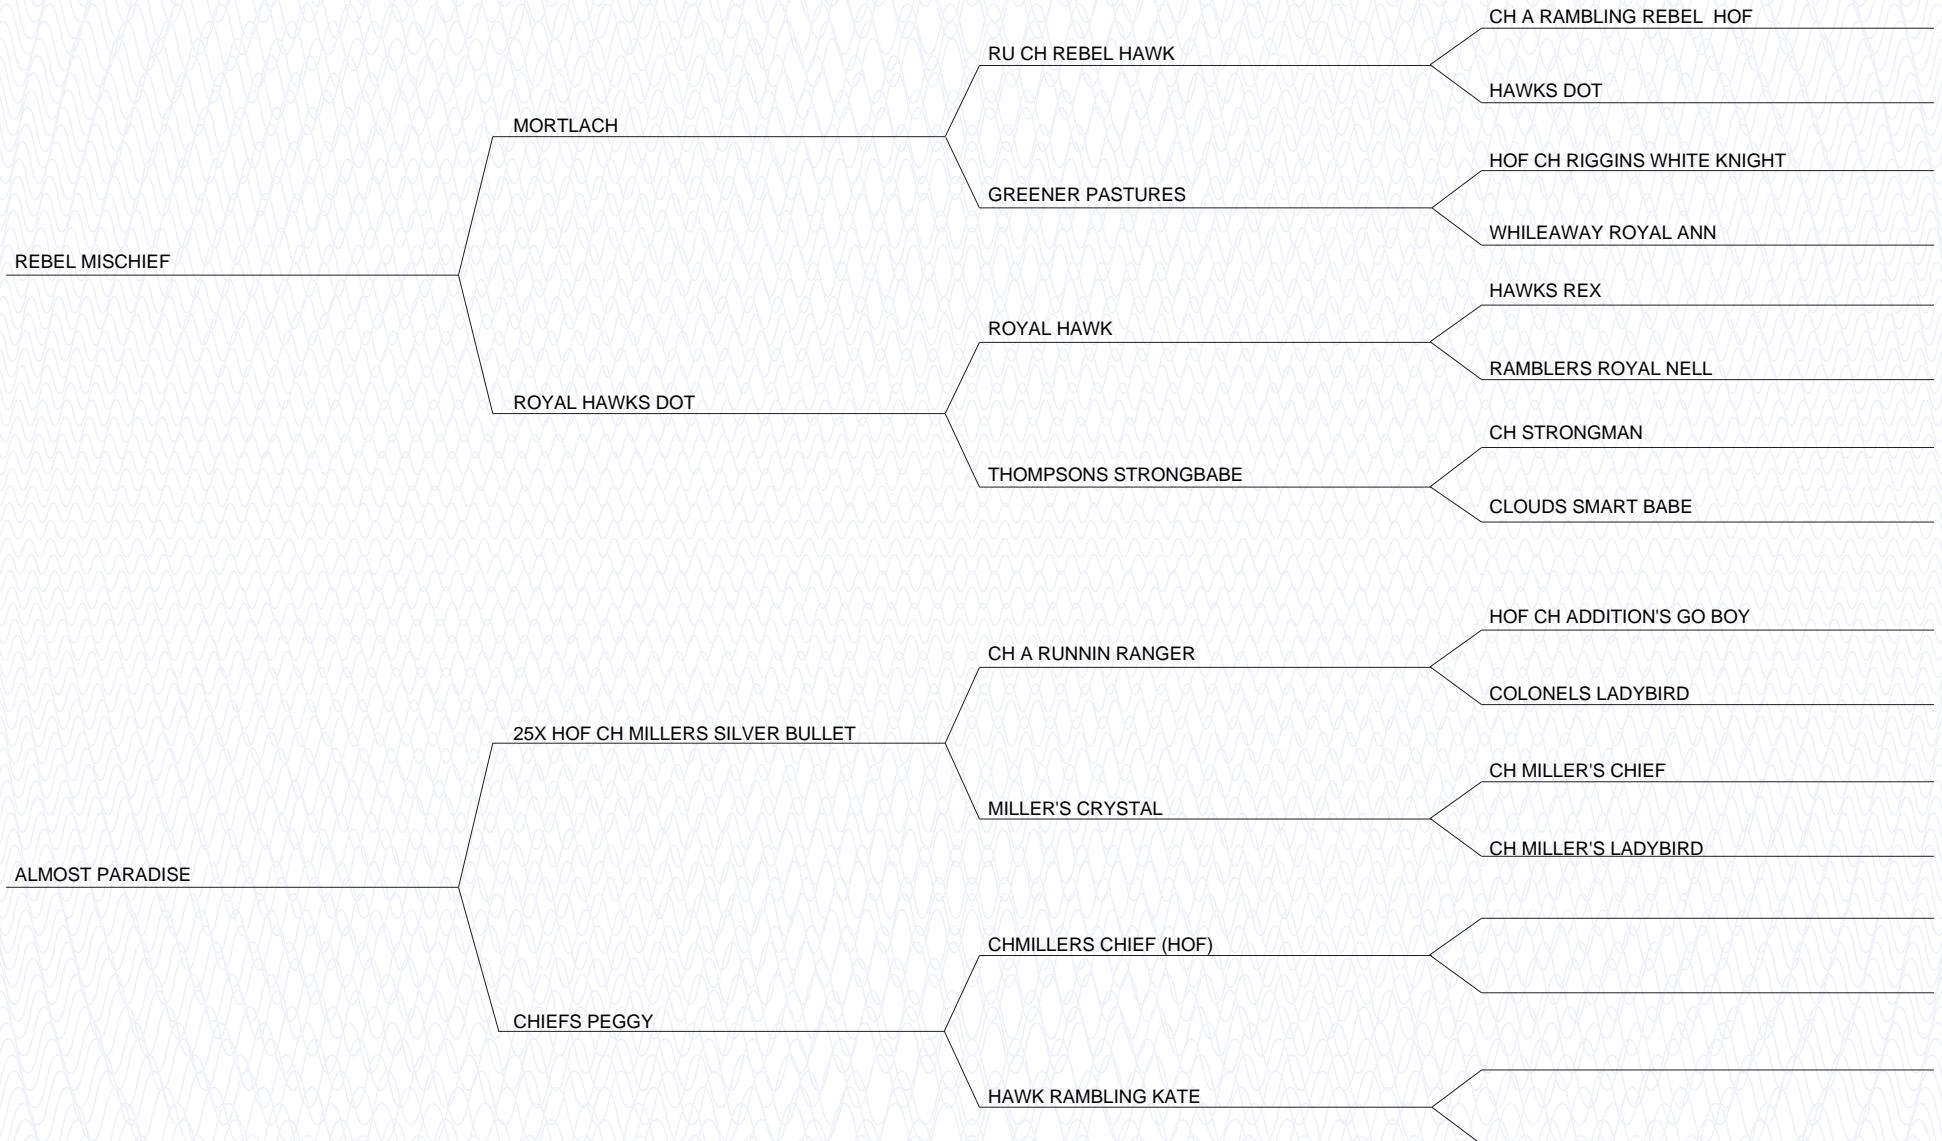 CH A RAMBLING REBEL  HOF
RU CH REBEL HAWK
HAWKS DOT
MORTLACH
HOF CH RIGGINS WHITE KNIGHT
GREENER PASTURES
WHILEAWAY ROYAL ANN
REBEL MISCHIEF
HAWKS REX
ROYAL HAWK
RAMBLERS ROYAL NELL
ROYAL HAWKS DOT
CH STRONGMAN
THOMPSONS STRONGBABE
CLOUDS SMART BABE
HOF CH ADDITION'S GO BOY
CH A RUNNIN RANGER
COLONELS LADYBIRD
25X HOF CH MILLERS SILVER BULLET
CH MILLER'S CHIEF
MILLER'S CRYSTAL
CH MILLER'S LADYBIRD
ALMOST PARADISE
CHMILLERS CHIEF (HOF)
CHIEFS PEGGY
HAWK RAMBLING KATE